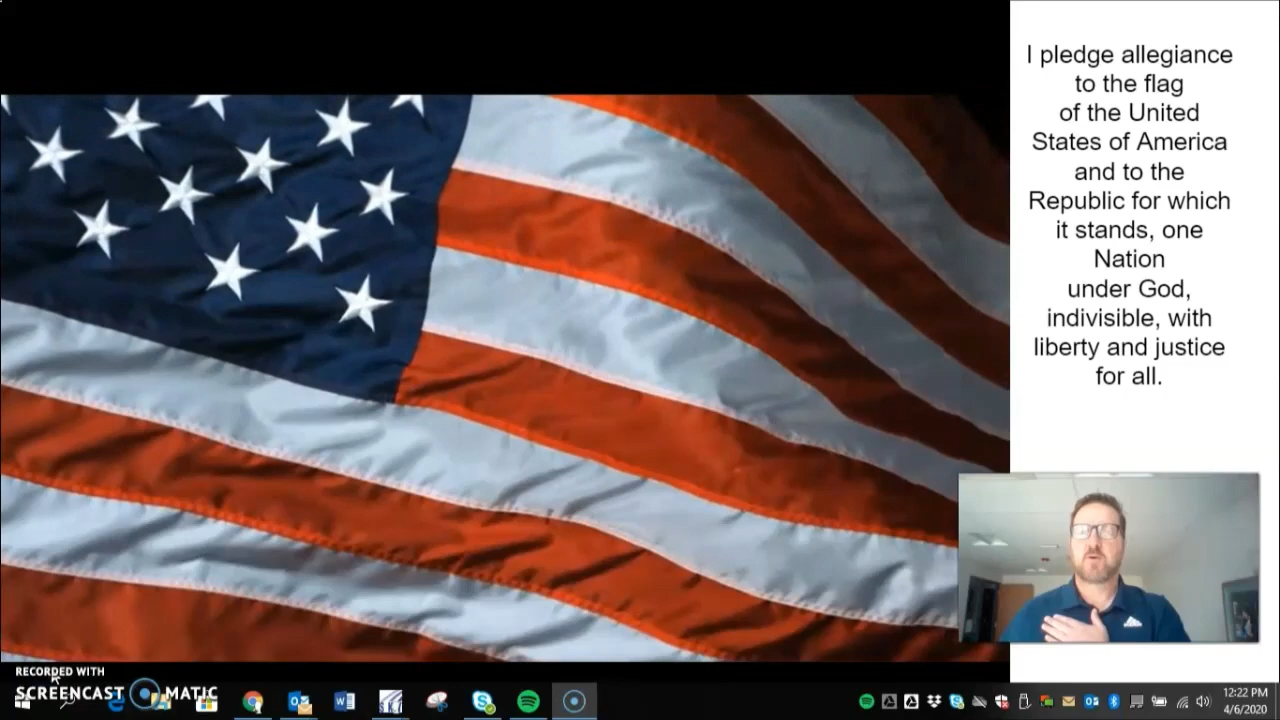 I pledge allegiance
to the flag
of the United
States of America
and to the
Republic for which
it stands, one
Nation
under God,
indivisible, with
liberty and justice
for all.
RECORDED WITH
SCREENCAST MATIC
12:22 PM
4/6/2020